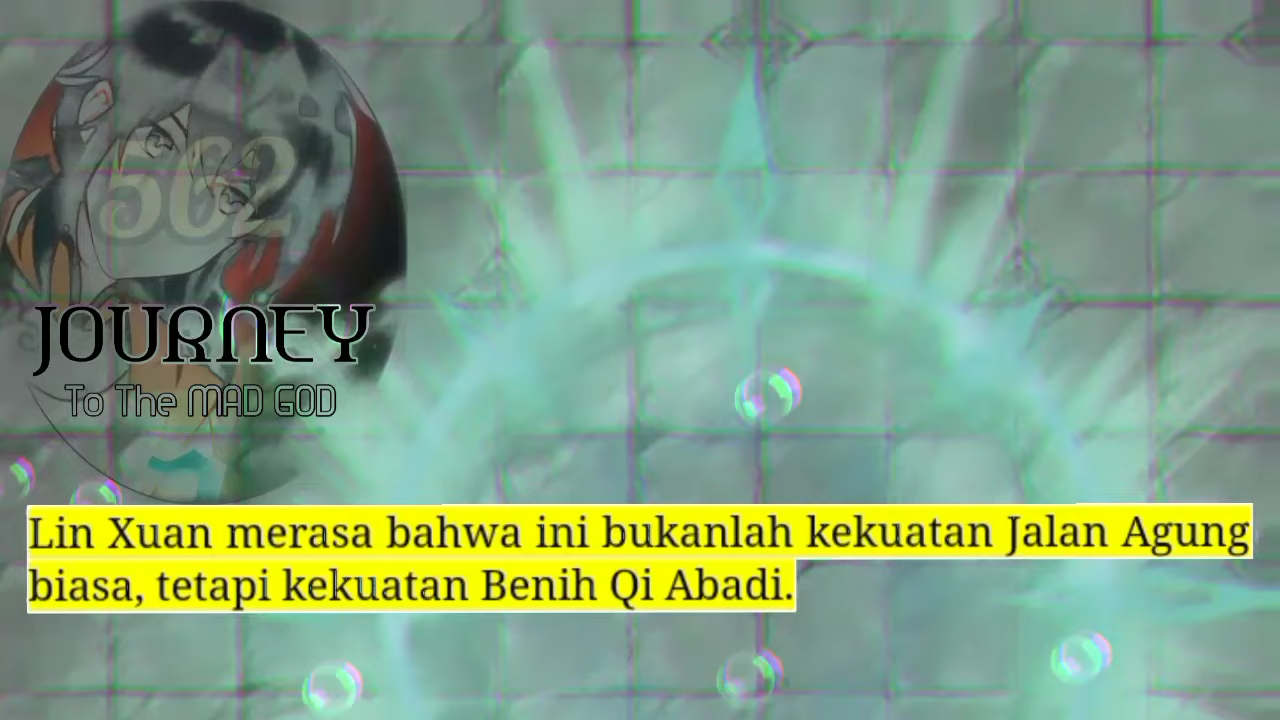 562
JOURNEY
To The MAD GOD
Lin Xuan merasa bahwa ini bukanlah kekuatan Jalan Agung
biasa, tetapi kekuatan Benih Qi Abadi.